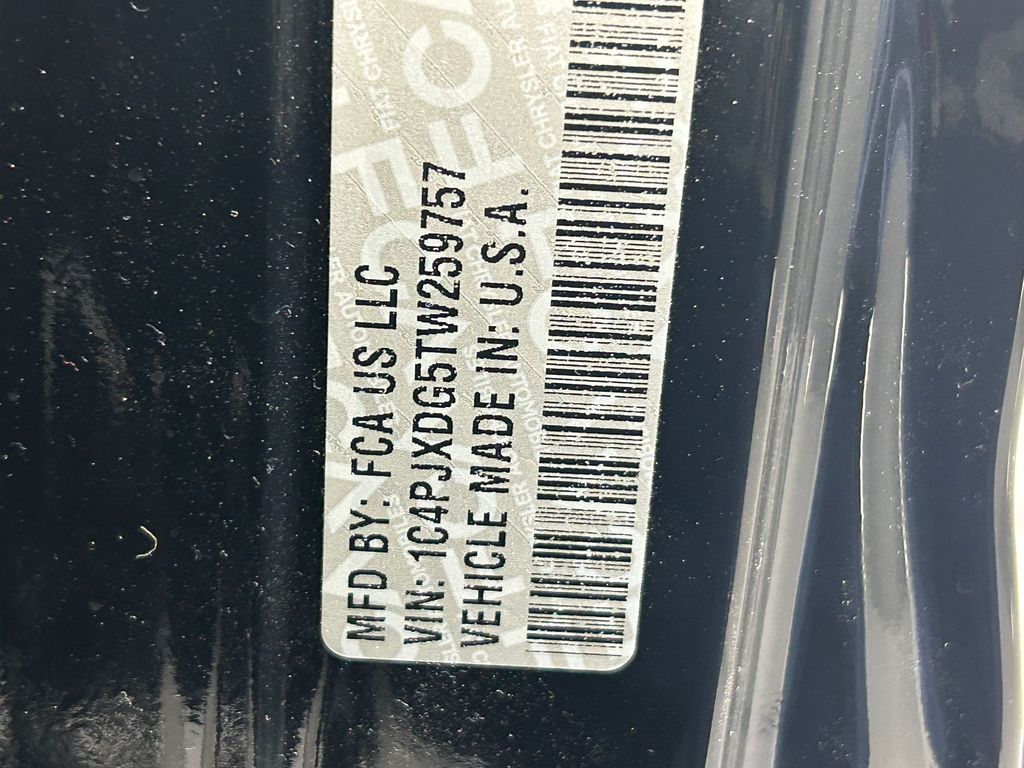 MFD BY: FCA US LLC
VIN: 1C4PJXDG5TW259757
VEHICLE MADE IN: U.S.A.